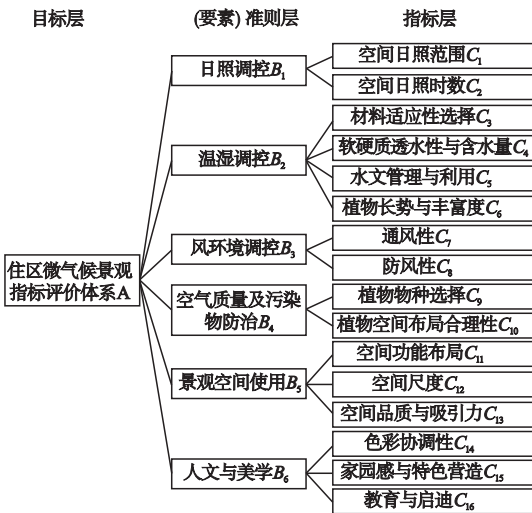 目标层
(要素) 准则层
指标层
住区微气候景观
指标评价体系A
日照调控B₁
温湿调控B₂
风环境调控B₃
空气质量及污染
物防治B₄
景观空间使用B₅
人文与美学B₆
空间日照范围C₁
空间日照时数C₂
材料适应性选择C₃
软硬质透水性与含水量C₄
水文管理与利用C₅
植物长势与丰富度C₆
通风性C₇
防风性C₈
植物物种选择C₉
植物空间布局合理性C₁₀
空间功能布局C₁₁
空间尺度C₁₂
空间品质与吸引力C₁₃
色彩协调性C₁₄
家园感与特色营造C₁₅
教育与启迪C₁₆